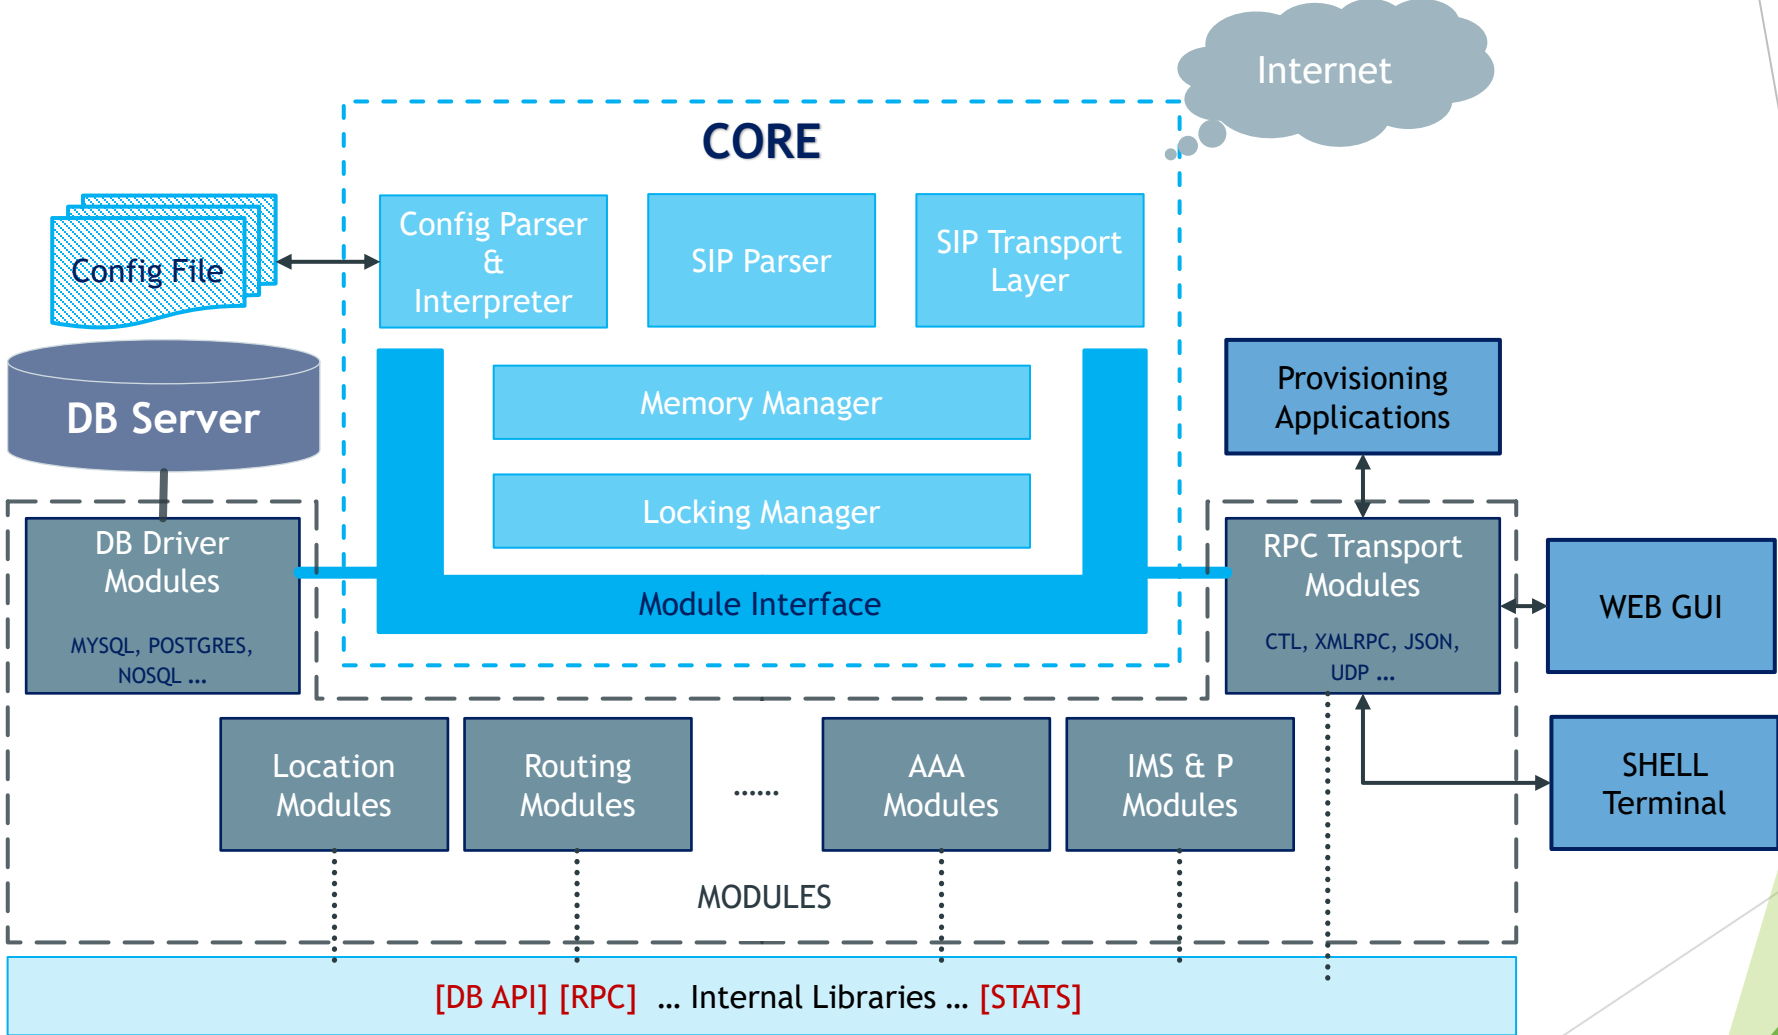 Internet
CORE
Config File
Config Parser
&
Interpreter
SIP Parser
SIP Transport
Layer
DB Server
Memory Manager
Locking Manager
Module Interface
Provisioning
Applications
DB Driver
Modules
MYSQL, POSTGRES,
NOSQL ...
RPC Transport
Modules
CTL, XMLRPC, JSON,
UDP ...
WEB GUI
SHELL
Terminal
Location
Modules
Routing
Modules
......
AAA
Modules
IMS & P
Modules
MODULES
[DB API] [RPC] ... Internal Libraries ... [STATS]